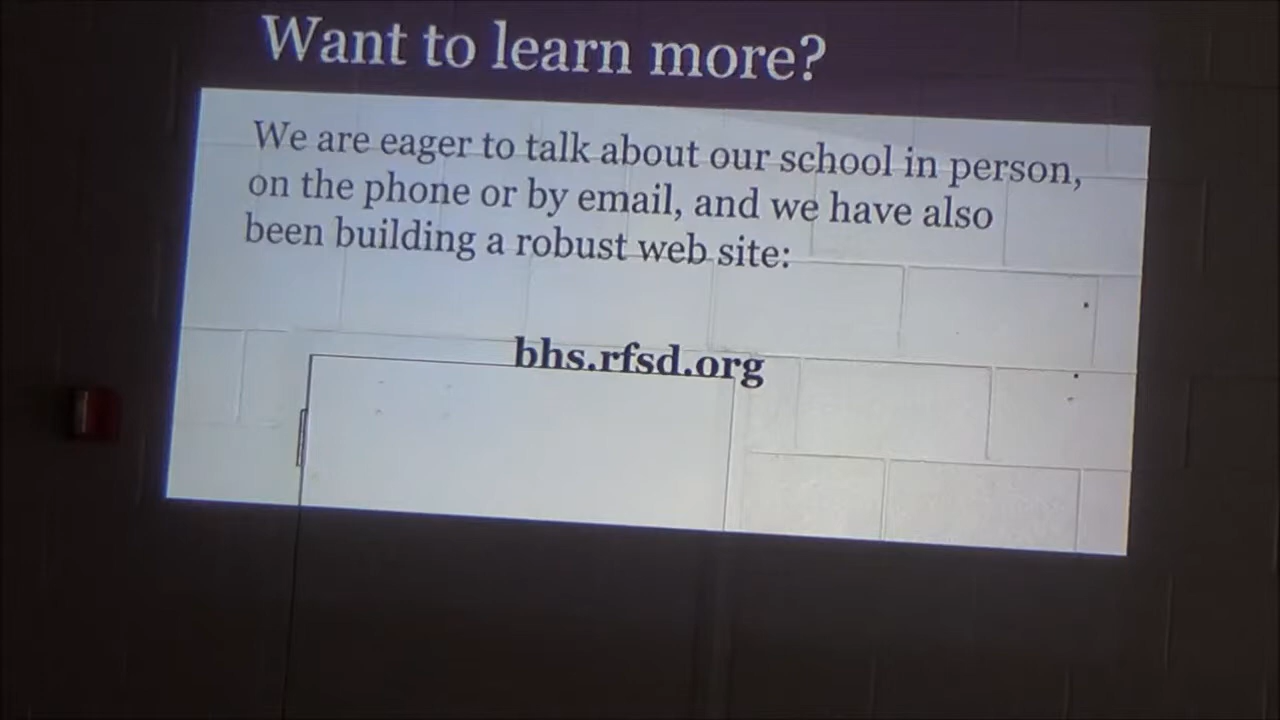 Want to learn more?
We are eager to talk about our school in person,
on the phone or by email, and we have also
been building a robust web site:
bhs.rfsd.org